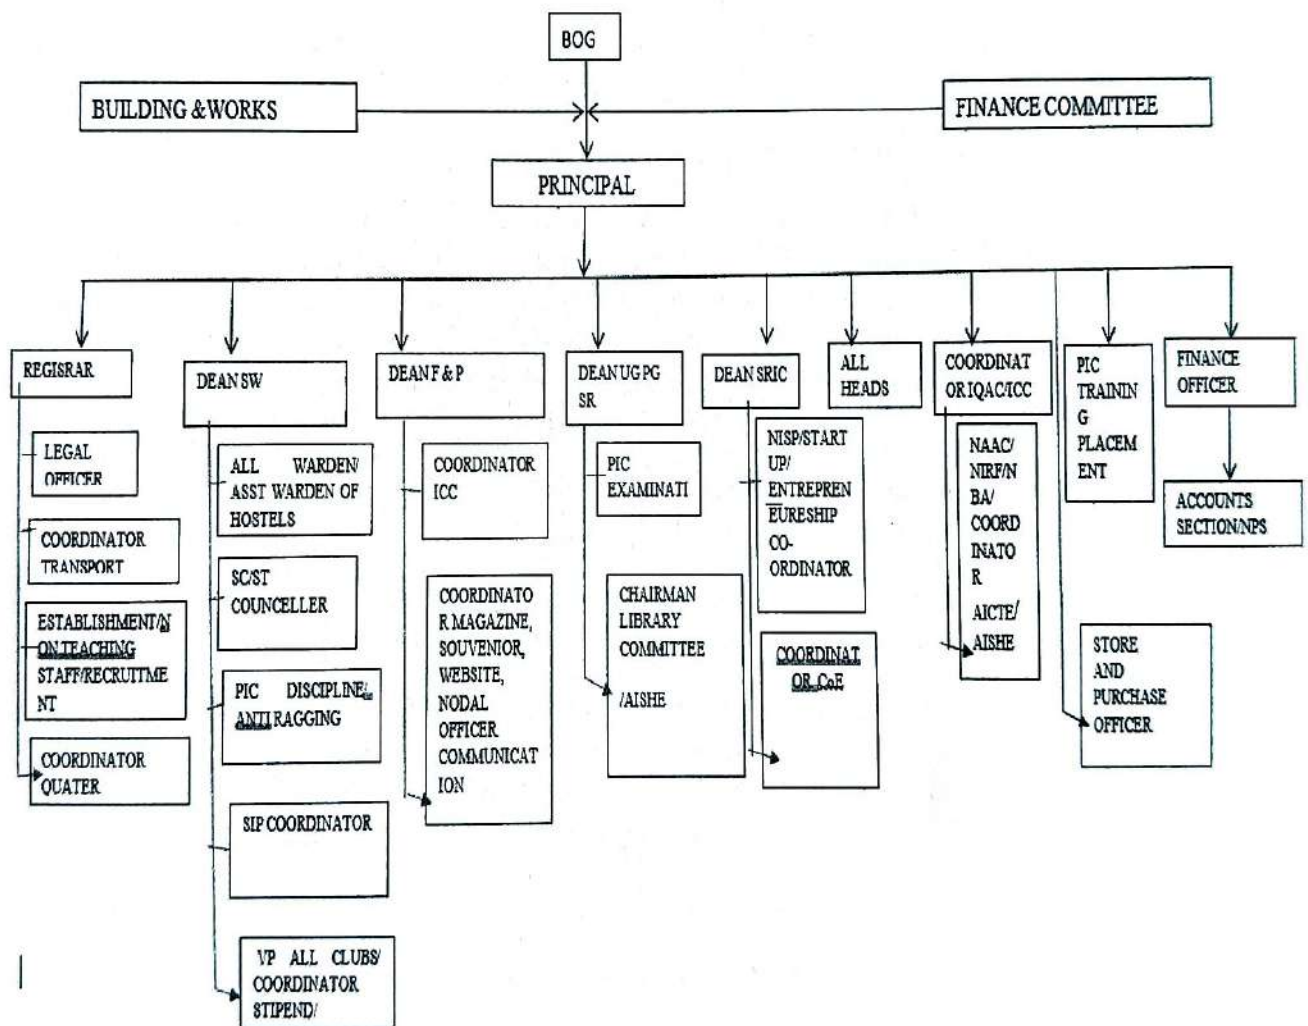 BOG
BUILDING &WORKS
FINANCE COMMITTEE
PRINCIPAL
REGISRAR
LEGAL
OFFICER
COORDINATOR
TRANSPORT
ESTABLISHMENT/N
ON TEACHING
STAFF/RECRUITME
NT
COORDINATOR
QUATER
DEAN SW
ALL WARDEN/
ASST WARDEN OF
HOSTELS
SC/ST
COUNCELLER
PIC DISCIPLINE/
ANTI RAGGING
SIP COORDINATOR
VP ALL CLUBS/
COORDINATOR
STIPEND/
DEAN F & P
COORDINATOR
ICC
COORDINATO
R MAGAZINE,
SOUVENIOR,
WEBSITE,
NODAL
OFFICER
COMMUNICAT
ION
DEAN UG PG
SR
PIC
EXAMINATI
CHAIRMAN
LIBRARY
COMMITTEE
/AISHE
DEAN SRIC
NISP/START
UP/
ENTREPREN
EURESHIP
CO-
ORDINATOR
COORDINAT
OR CoE
ALL
HEADS
COORDINAT
OR IQAC/ICC
NAAC/
NIRF/N
BA/
COORD
INATO
R
AICTE/
AISHE
PIC
TRAININ
G
PLACEM
ENT
STORE
AND
PURCHASE
OFFICER
FINANCE
OFFICER
ACCOUNTS
SECTION/NPS